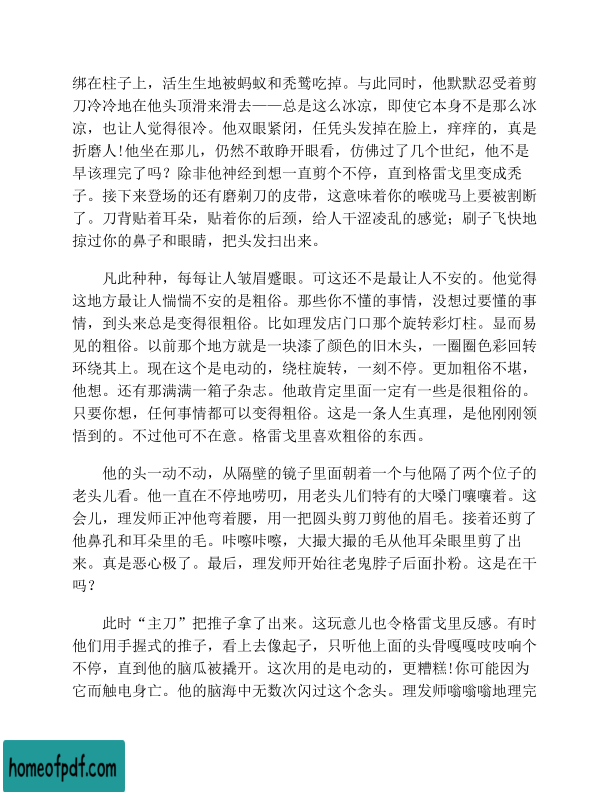 绑在柱子上，活生生地被蚂蚁和秃鹫吃掉。与此同时，他默默忍受着剪
刀冷冷地在他头顶滑来滑去——总是这么冰凉，即使它本身不是那么冰
凉，也让人觉得很冷。他双眼紧闭，任凭头发掉在脸上，痒痒的，真是
折磨人!他坐在那儿，仍然不敢睁开眼看，仿佛过了几个世纪，他不是
早该理完了吗？除非他神经到想一直剪个不停，直到格雷戈里变成秃
子。接下来登场的还有磨剃刀的皮带，这意味着你的喉咙马上要被割断
了。刀背贴着耳朵，贴着你的后颈，给人干涩凌乱的感觉；刷子飞快地
掠过你的鼻子和眼睛，把头发扫出来。
凡此种种，每每让人皱眉蹙眼。可这还不是最让人不安的。他觉得
这地方最让人惴惴不安的是粗俗。那些你不懂的事情，没想过要懂的事
情，到头来总是变得很粗俗。比如理发店门口那个旋转彩灯柱。显而易
见的粗俗。以前那个地方就是一块漆了颜色的旧木头，一圈圈色彩回转
环绕其上。现在这个是电动的，绕柱旋转，一刻不停。更加粗俗不堪，
他想。还有那满满一箱子杂志。他敢肯定里面一定有一些是很粗俗的。
只要你想，任何事情都可以变得粗俗。这是一条人生真理，是他刚刚领
悟到的。不过他可不在意。格雷戈里喜欢粗俗的东西。
他的头一动不动，从隔壁的镜子里面朝着一个与他隔了两个位子的
老头儿看。他一直在不停地唠叨，用老头儿们特有的大嗓门嚷嚷着。这
会儿，理发师正冲他弯着腰，用一把圆头剪刀剪他的眉毛。接着还剪了
他鼻孔和耳朵里的毛。咔嚓咔嚓，大撮大撮的毛从他耳朵眼里剪了出
来。真是恶心极了。最后，理发师开始往老鬼脖子后面扑粉。这是在干
吗？
此时“主刀”把推子拿了出来。这玩意儿也令格雷戈里反感。有时
他们用手握式的推子，看上去像起子，只听他上面的头骨嘎嘎吱吱响个
不停，直到他的脑瓜被撬开。这次用的是电动的，更糟糕!你可能因为
它而触电身亡。他的脑海中无数次闪过这个念头。理发师嗡嗡嗡地理完
homeofpdf.com